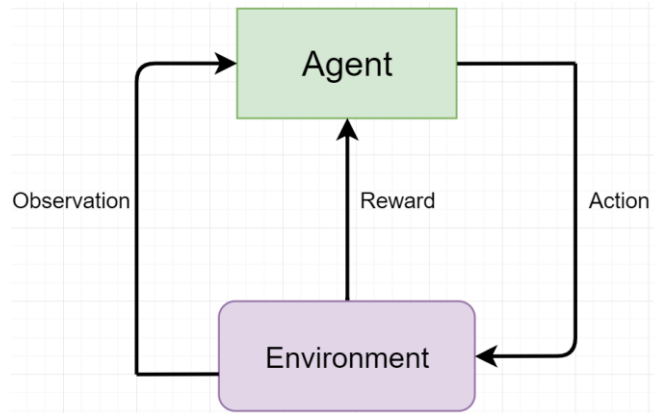 Agent
Observation
Reward
Action
Environment